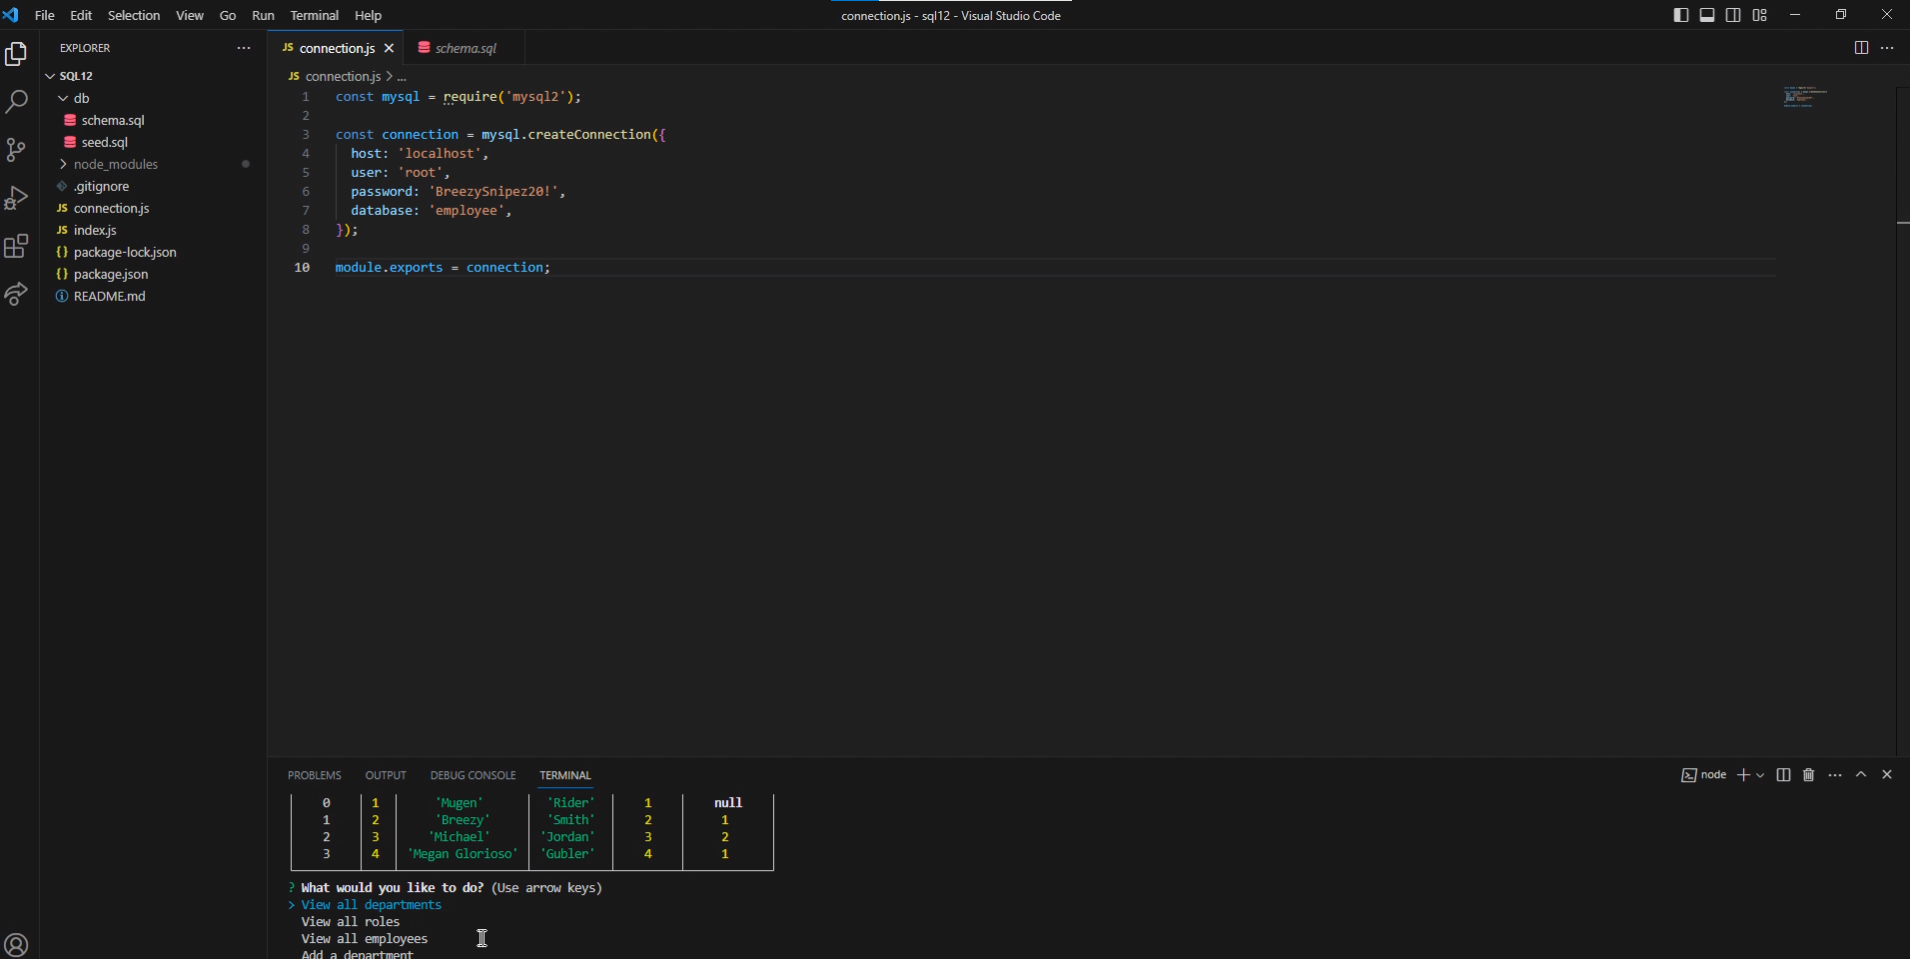 File Edit Selection View Go Run Terminal Help
connection.js - sql12 - Visual Studio Code
EXPLORER ...
SQL12
db
schema.sql
seed.sql
node_modules
.gitignore
JS connection.js
JS index.js
{} package-lock.json
{} package.json
README.md
JS connection.js
schema.sql
JS connection.js > ...
1 const mysql = require('mysql2');
2
3 const connection = mysql.createConnection({
4 host: 'localhost',
5 user: 'root',
6 password: 'BreezySnipez20!',
7 database: 'employee',
8 });
9
10 module.exports = connection;
PROBLEMS OUTPUT DEBUG CONSOLE TERMINAL
node
0 1 'Mugen' 'Rider' 1 null
1 2 'Breezy' 'Smith' 2 1
2 3 'Michael' 'Jordan' 3 2
3 4 'Megan Glorioso' 'Gubler' 4 1
? What would you like to do? (Use arrow keys)
> View all departments
View all roles
View all employees
Add a department